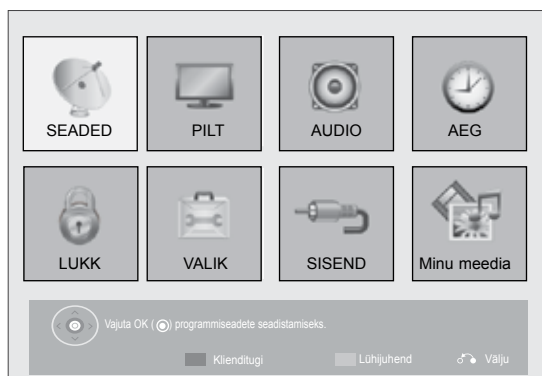 SEADED PILT AUDIO AEG
LUKK VALIK SISEND Minu meedia
Vajuta OK ( ) programmiseadete seadistamiseks.
Klienditugi Lühijuhend Välju